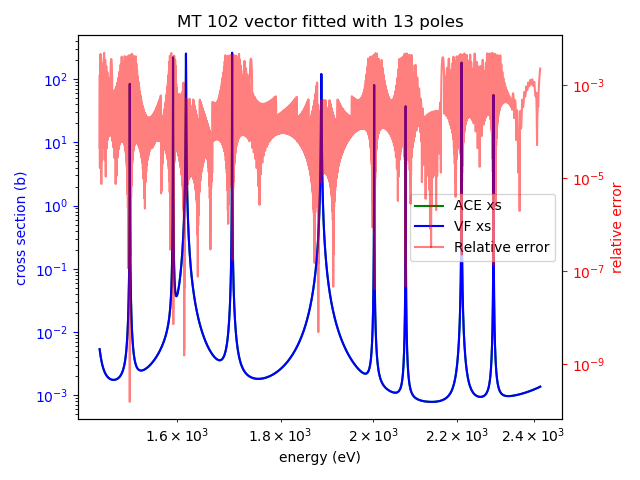 MT 102 vector fitted with 13 poles
10²
10¹
10⁰
10⁻¹
10⁻²
10⁻³
cross section (b)
10⁻³
10⁻⁵
10⁻⁷
10⁻⁹
relative error
ACE xs
VF xs
Relative error
1.6 × 10³
1.8 × 10³
2 × 10³
2.2 × 10³
2.4 × 10³
energy (eV)